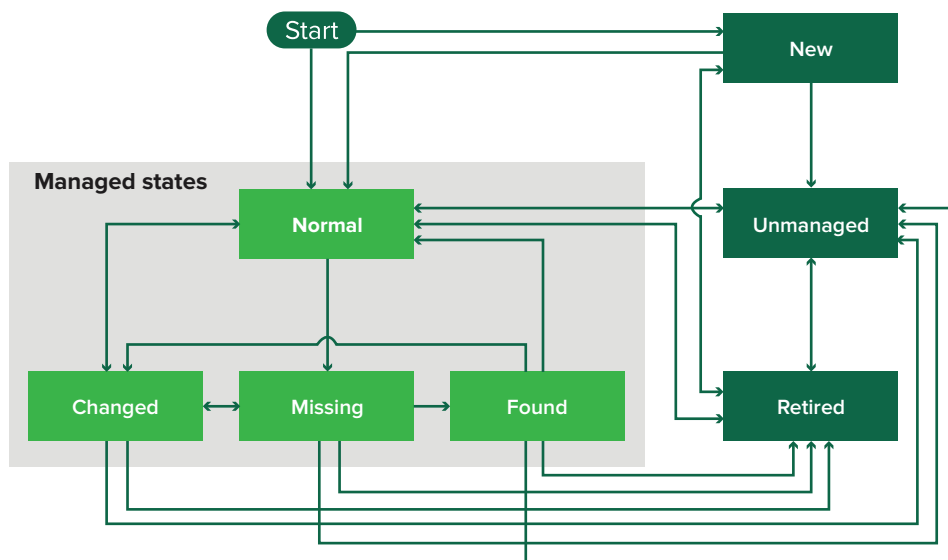 Start
New
Managed states
Normal
Unmanaged
Changed
Missing
Found
Retired